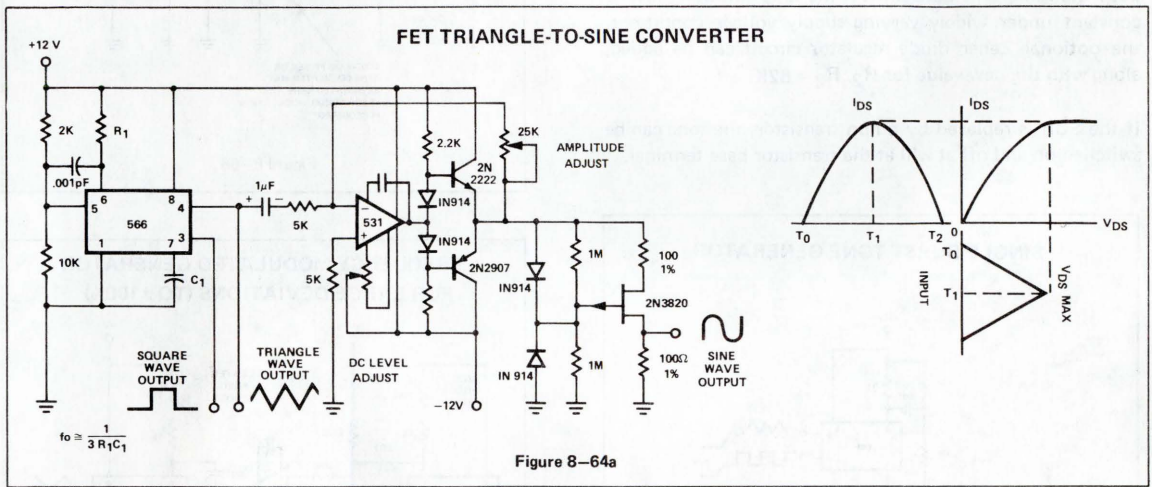 FET TRIANGLE-TO-SINE CONVERTER
+12 V
2K
R1
.001pF
6
8
5
566
4
1
7
3
10K
C1
1µF
+
−
5K
−
531
+
5K
2.2K
2N
2222
IN914
IN914
2N2907
25K
AMPLITUDE
ADJUST
IN914
IN 914
1M
1M
100
1%
2N3820
100Ω
1%
SINE
WAVE
OUTPUT
SQUARE
WAVE
OUTPUT
TRIANGLE
WAVE
OUTPUT
DC LEVEL
ADJUST
−12V
fo ≅ 1
3 R1C1
IDS
IDS
T0
T1
T2
0
VDS
T0
T1
INPUT
VDS MAX
Figure 8−64a